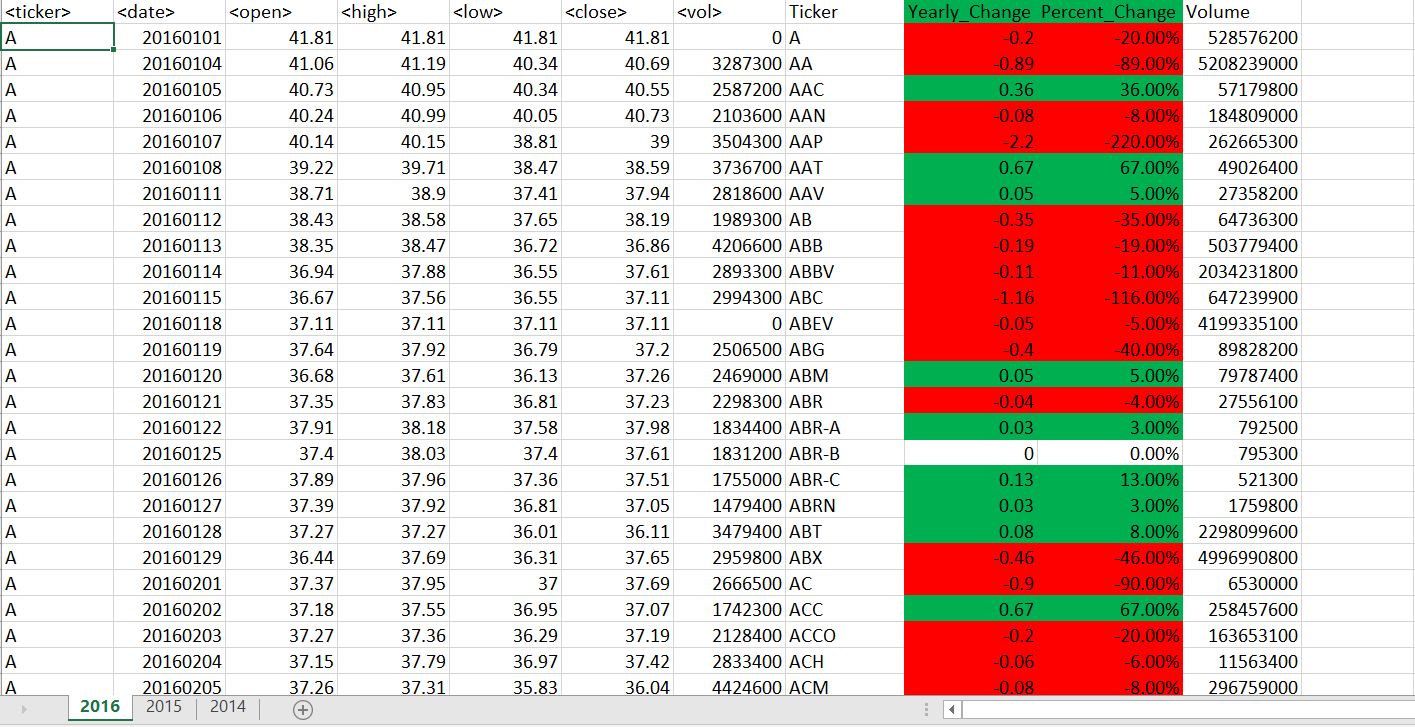 <ticker> <date> <open> <high> <low> <close> <vol> Ticker Yearly_Change Percent_Change Volume
A 20160101 41.81 41.81 41.81 41.81 0 A -0.2 -20.00% 528576200
A 20160104 41.06 41.19 40.34 40.69 3287300 AA -0.89 -89.00% 5208239000
A 20160105 40.73 40.95 40.34 40.55 2587200 AAC 0.36 36.00% 57179800
A 20160106 40.24 40.99 40.05 40.73 2103600 AAN -0.08 -8.00% 184809000
A 20160107 40.14 40.15 38.81 39 3504300 AAP -2.2 -220.00% 262665300
A 20160108 39.22 39.71 38.47 38.59 3736700 AAT 0.67 67.00% 49026400
A 20160111 38.71 38.9 37.41 37.94 2818600 AAV 0.05 5.00% 27358200
A 20160112 38.43 38.58 37.65 38.19 1989300 AB -0.35 -35.00% 64736300
A 20160113 38.35 38.47 36.72 36.86 4206600 ABB -0.19 -19.00% 503779400
A 20160114 36.94 37.88 36.55 37.61 2893300 ABBV -0.11 -11.00% 2034231800
A 20160115 36.67 37.56 36.55 37.11 2994300 ABC -1.16 -116.00% 647239900
A 20160118 37.11 37.11 37.11 37.11 0 ABEV -0.05 -5.00% 4199335100
A 20160119 37.64 37.92 36.79 37.2 2506500 ABG -0.4 -40.00% 89828200
A 20160120 36.68 37.61 36.13 37.26 2469000 ABM 0.05 5.00% 79787400
A 20160121 37.35 37.83 36.81 37.23 2298300 ABR -0.04 -4.00% 27556100
A 20160122 37.91 38.18 37.58 37.98 1834400 ABR-A 0.03 3.00% 792500
A 20160125 37.4 38.03 37.4 37.61 1831200 ABR-B 0 0.00% 795300
A 20160126 37.89 37.96 37.36 37.51 1755000 ABR-C 0.13 13.00% 521300
A 20160127 37.39 37.92 36.81 37.05 1479400 ABRN 0.03 3.00% 1759800
A 20160128 37.27 37.27 36.01 36.11 3479400 ABT 0.08 8.00% 2298099600
A 20160129 36.44 37.69 36.31 37.65 2959800 ABX -0.46 -46.00% 4996990800
A 20160201 37.37 37.95 37 37.69 2666500 AC -0.9 -90.00% 6530000
A 20160202 37.18 37.55 36.95 37.07 1742300 ACC 0.67 67.00% 258457600
A 20160203 37.27 37.36 36.29 37.19 2128400 ACCO -0.2 -20.00% 163653100
A 20160204 37.15 37.79 36.97 37.42 2833400 ACH -0.06 -6.00% 11563400
A 20160205 37.26 37.31 35.83 36.04 4424600 ACM -0.08 -8.00% 296759000
2016 2015 2014